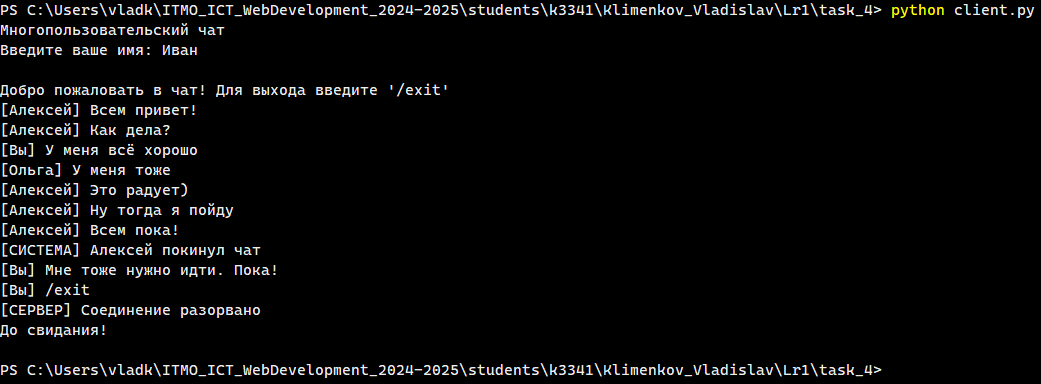 PS C:\Users\vladk\ITMO_ICT_WebDevelopment_2024-2025\students\k3341\Klimenkov_Vladislav\Lr1\task_4> python client.py
Многопользовательский чат
Введите ваше имя: Иван
Добро пожаловать в чат! Для выхода введите '/exit'
[Алексей] Всем привет!
[Алексей] Как дела?
[Вы] У меня всё хорошо
[Ольга] У меня тоже
[Алексей] Это радует)
[Алексей] Ну тогда я пойду
[Алексей] Всем пока!
[СИСТЕМА] Алексей покинул чат
[Вы] Мне тоже нужно идти. Пока!
[Вы] /exit
[СЕРВЕР] Соединение разорвано
До свидания!
PS C:\Users\vladk\ITMO_ICT_WebDevelopment_2024-2025\students\k3341\Klimenkov_Vladislav\Lr1\task_4>